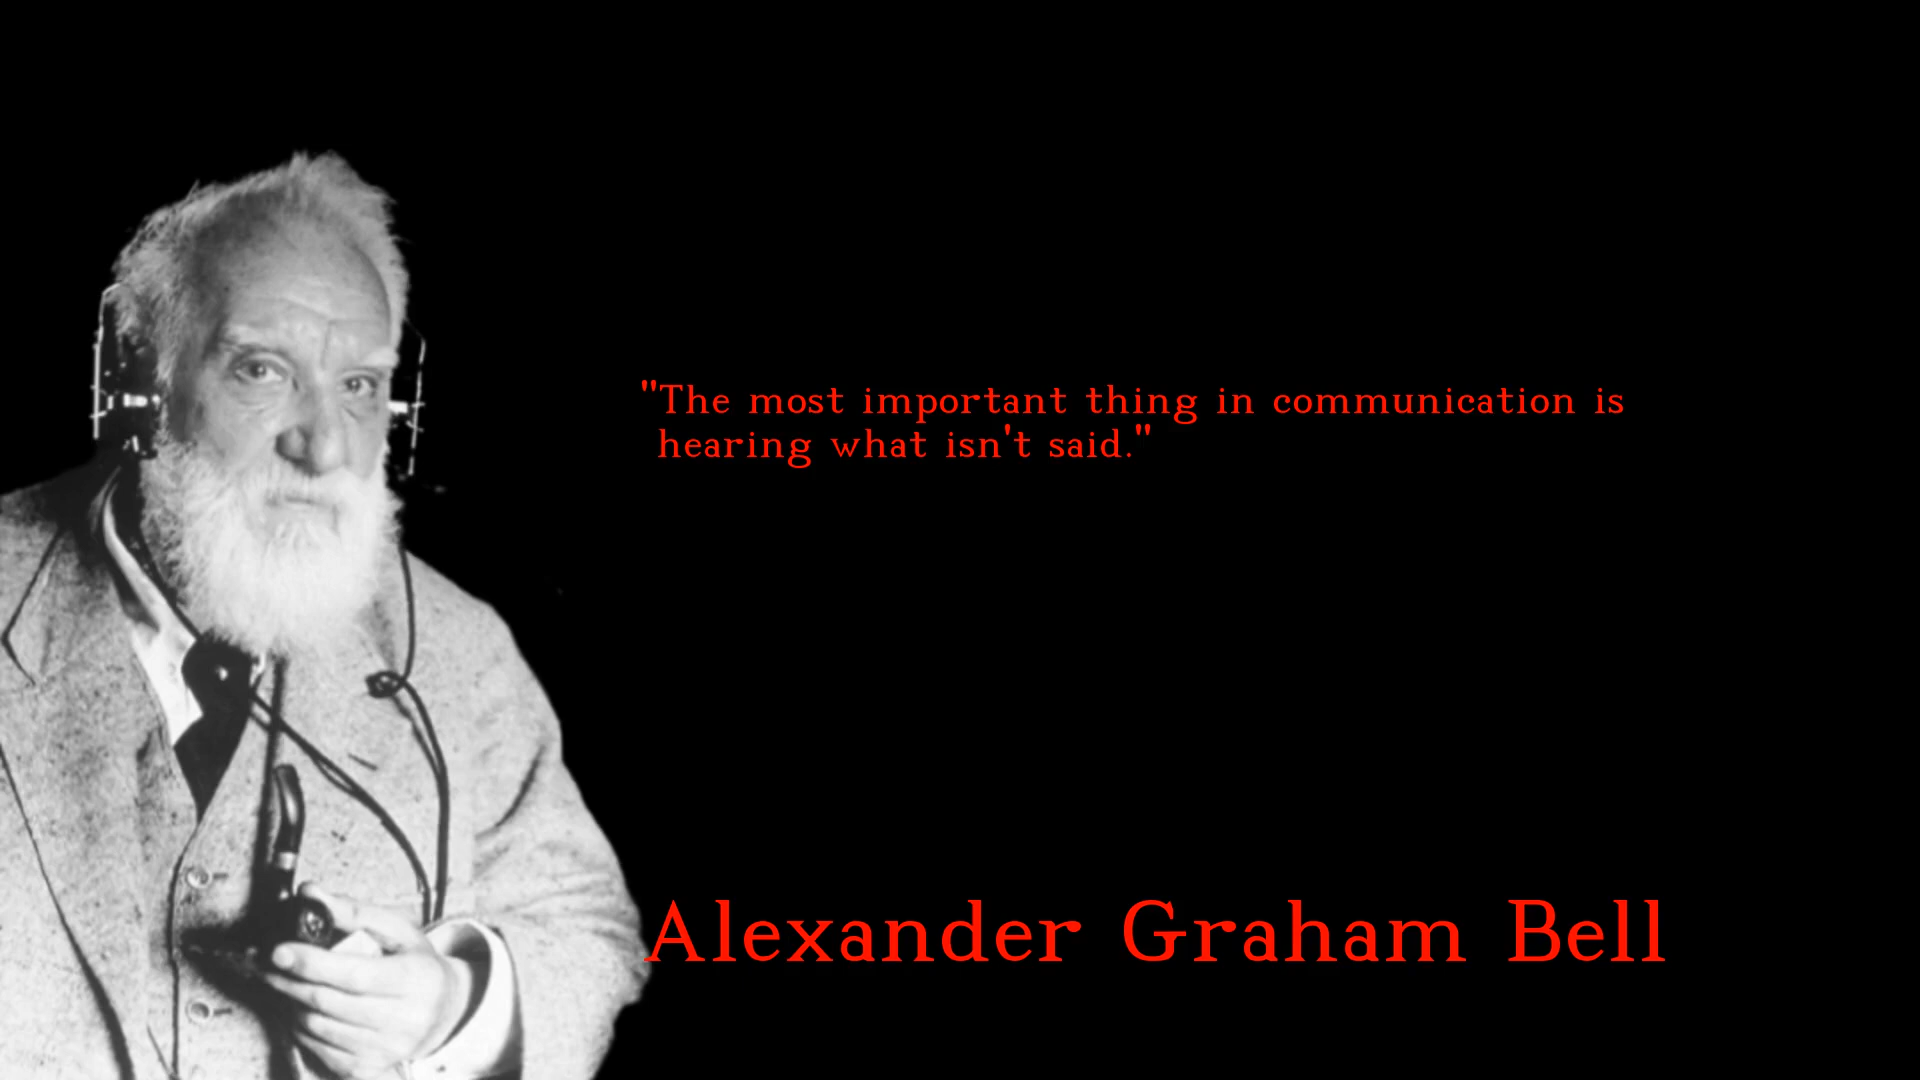 "The most important thing in communication is
hearing what isn't said."
Alexander Graham Bell